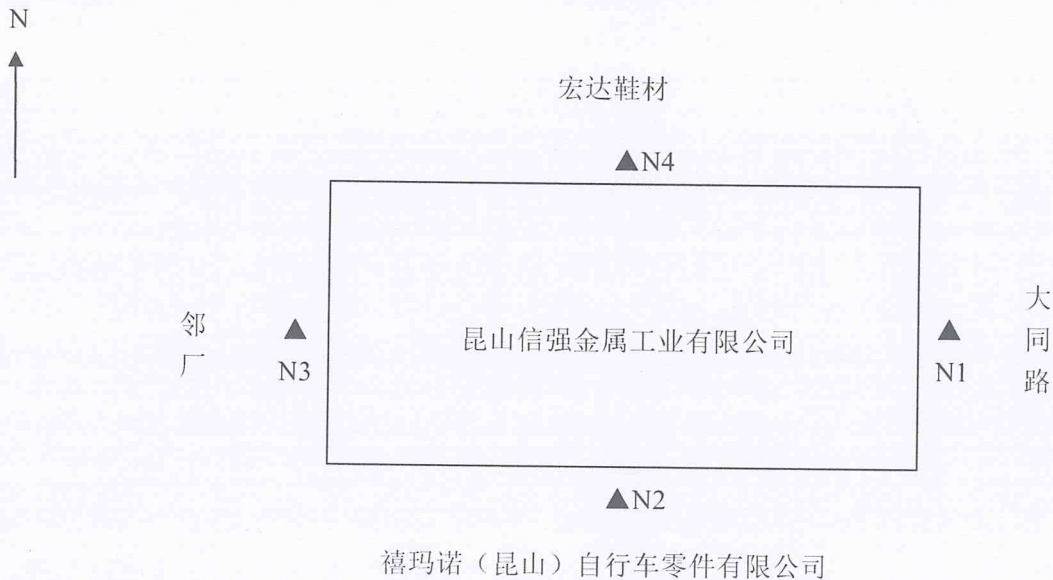 N
宏达鞋材
▲N4
邻厂
▲
N3
昆山信强金属工业有限公司
▲
N1
大同路
▲N2
禧玛诺（昆山）自行车零件有限公司